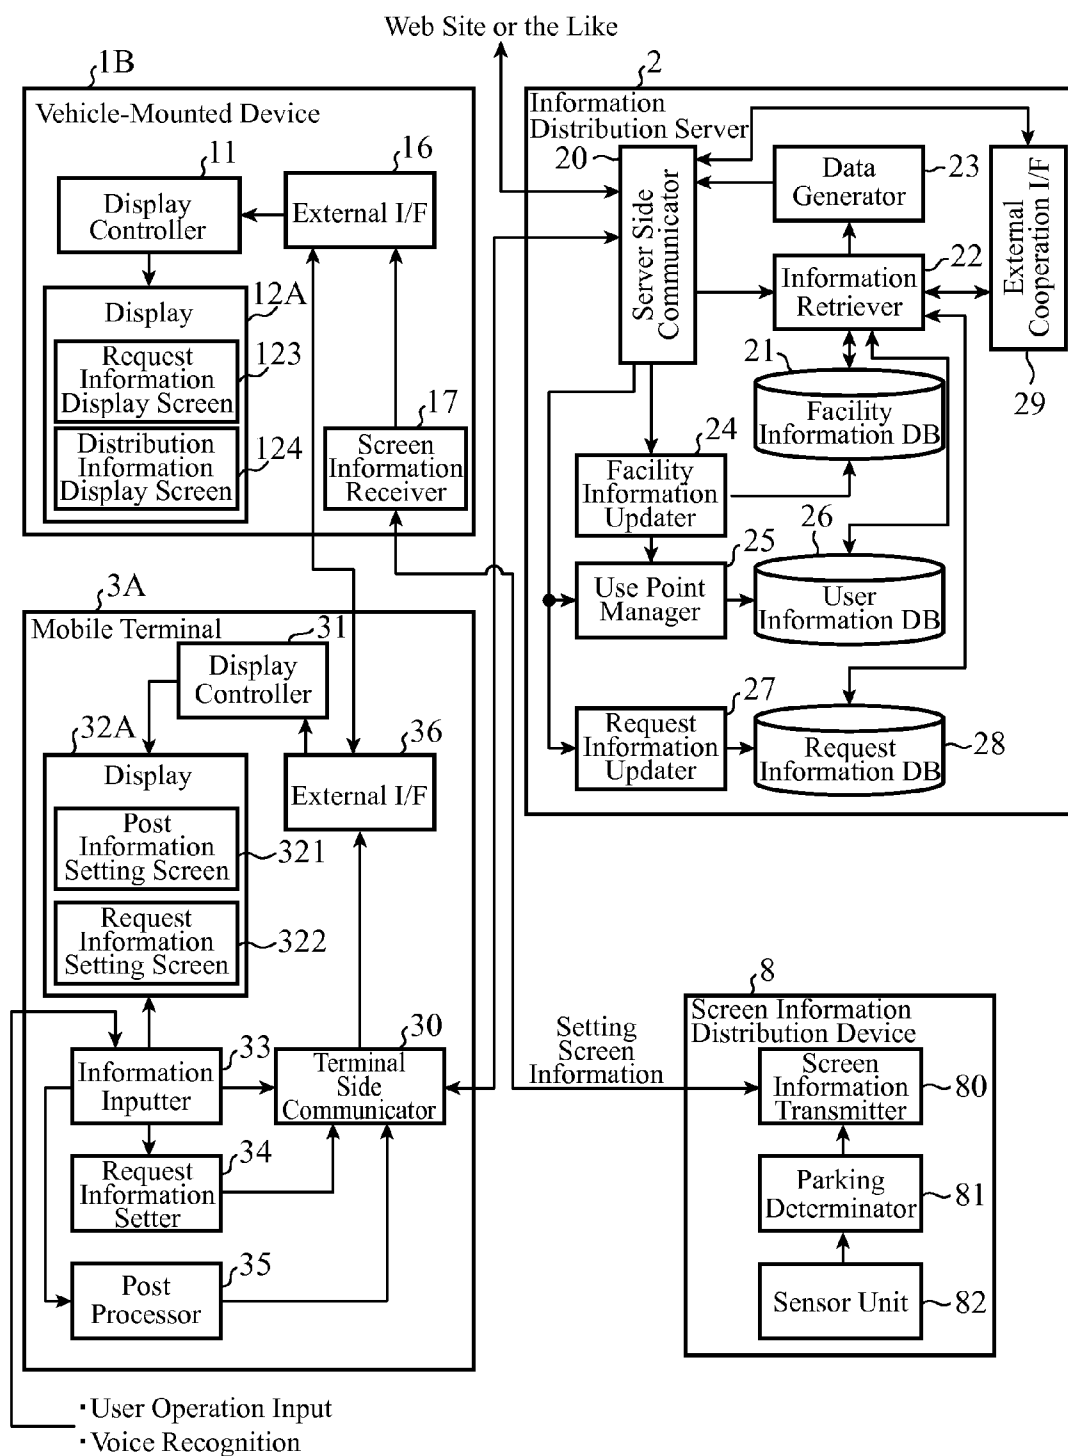 Web Site or the Like
1B
Vehicle-Mounted Device
11
Display
Controller
16
External I/F
12A
Display
Request
Information
Display Screen
123
Distribution
Information
Display Screen
124
17
Screen
Information
Receiver
2
Information
Distribution Server
20
Server Side
Communicator
Data
Generator
23
External
Cooperation I/F
29
Information
Retriever
22
21
Facility
Information DB
24
Facility
Information
Updater
25
Use Point
Manager
26
User
Information DB
27
Request
Information
Updater
Request
Information DB
28
3A
Mobile Terminal
31
Display
Controller
32A
Display
36
External I/F
Post
Information
Setting Screen
321
Request
Information
Setting Screen
322
33
Information
Inputter
30
Terminal
Side
Communicator
34
Request
Information
Setter
35
Post
Processor
Setting
Screen
Information
8
Screen Information
Distribution Device
Screen
Information
Transmitter
80
Parking
Determinator
81
Sensor Unit
82
・User Operation Input
・Voice Recognition